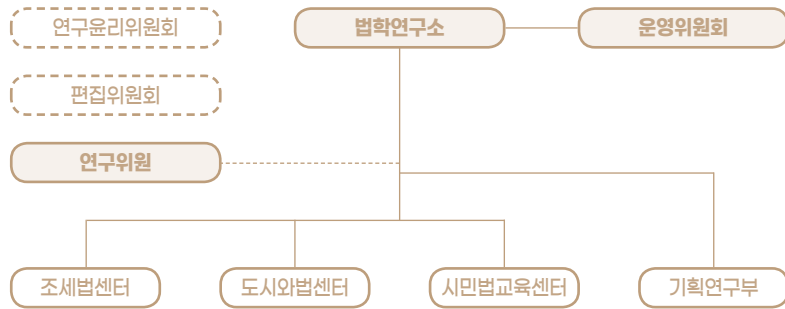 연구윤리위원회
법학연구소
운영위원회
편집위원회
연구위원
조세법센터
도시와법센터
시민법교육센터
기획연구부